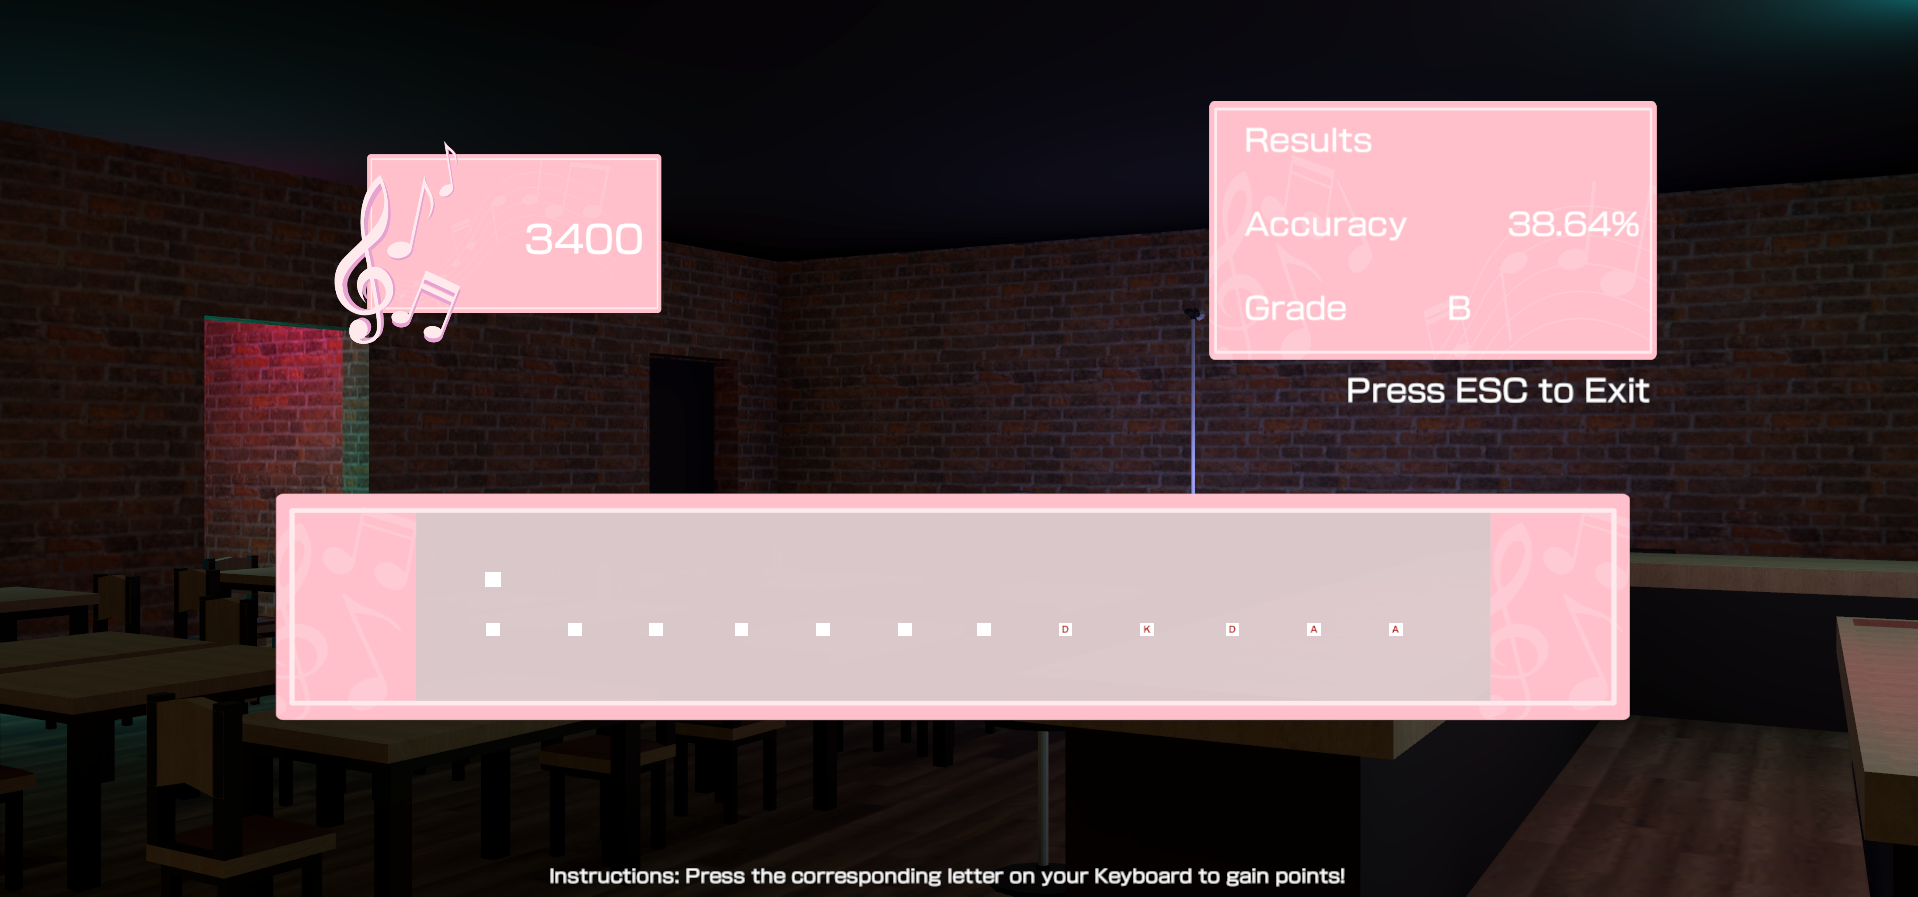 3400
Results
Accuracy 38.64%
Grade B
Press ESC to Exit
D K D A A
Instructions: Press the corresponding letter on your Keyboard to gain points!